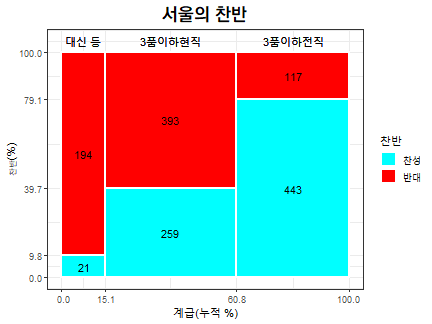 서울의 찬반
대신 등 3품이하현직 3품이하전직
100.0
79.1
39.7
9.8
0.0
찬반(%)
117
393
194
443
259
21
0.0 15.1 60.8 100.0
계급(누적 %)
찬반
찬성
반대